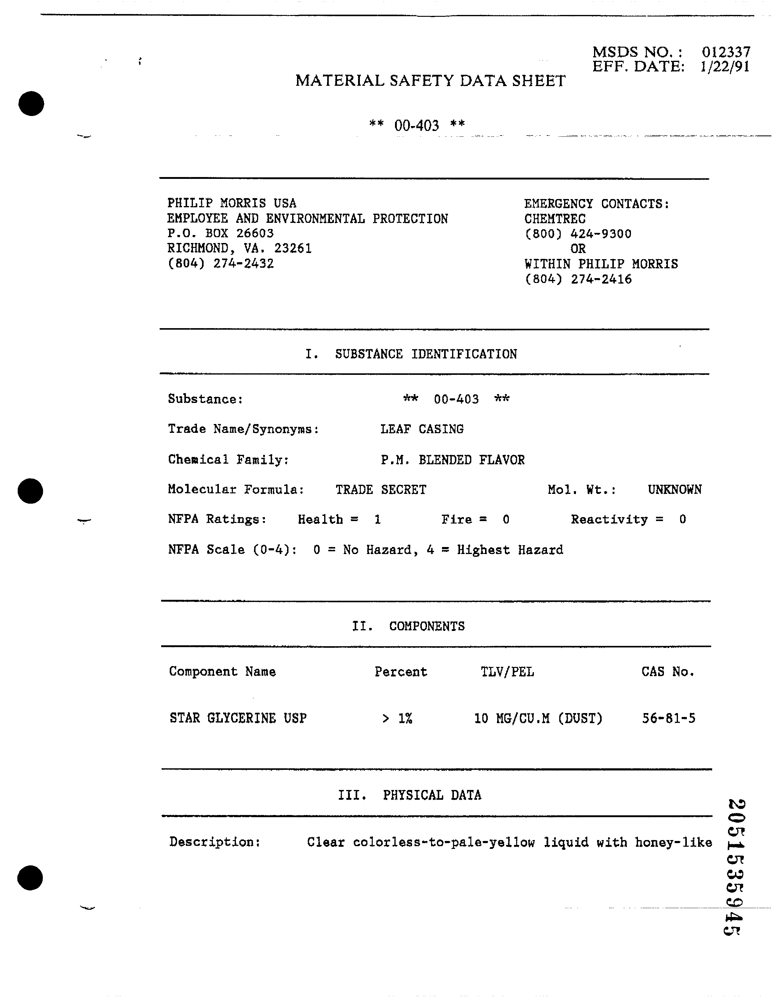 MSDS NO. : 012337
EFF. DATE: 1/22/91
MATERIAL SAFETY DATA SHEET
** 00-403 **
PHILIP MORRIS USA
EMPLOYEE AND ENVIRONMENTAL PROTECTION
P.O. BOX 26603
RICHMOND, VA. 23261
(804) 274-2432
EMERGENCY CONTACTS:
CHEMTREC
(800) 424-9300
OR
WITHIN PHILIP MORRIS
(804) 274-2416
I. SUBSTANCE IDENTIFICATION
Substance: ** 00-403 **
Trade Name/Synonyms: LEAF CASING
Chemical Family: P.M. BLENDED FLAVOR
Molecular Formula: TRADE SECRET Mol. Wt.: UNKNOWN
NFPA Ratings: Health = 1 Fire = 0 Reactivity = 0
NFPA Scale (0-4): 0 = No Hazard, 4 = Highest Hazard
II. COMPONENTS
Component Name Percent TLV/PEL CAS No.
STAR GLYCERINE USP > 1% 10 MG/CU.M (DUST) 56-81-5
III. PHYSICAL DATA
Description: Clear colorless-to-pale-yellow liquid with honey-like
2051535945